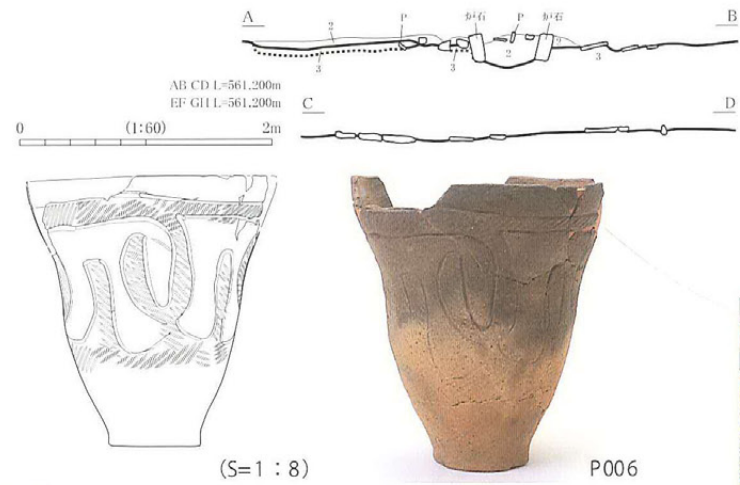 A 2 P 炉石 P 炉石 B
2 2
3 3 3
AB CD L=561.200m
EF GH L=561.200m
C D
0 (1:60) 2m
(S=1：8)
P006